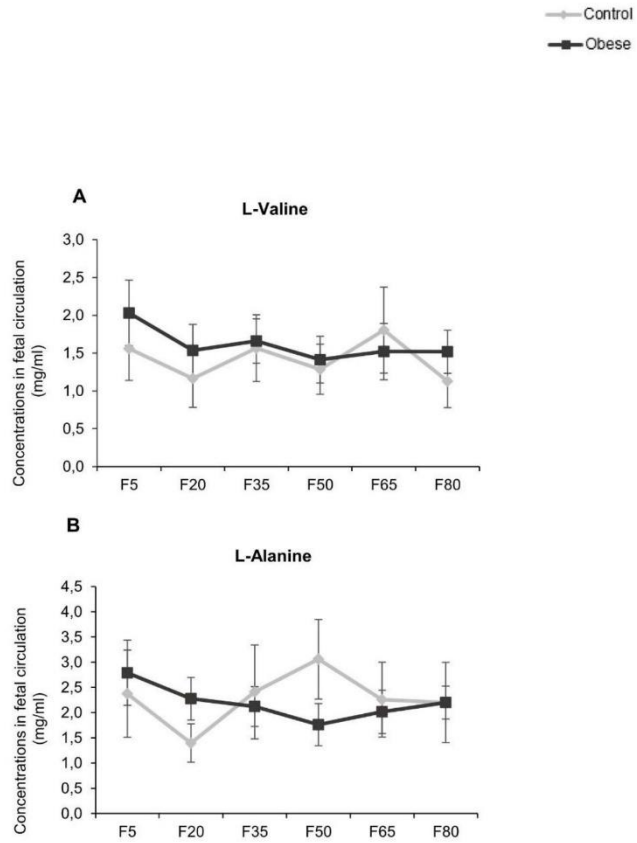 Control
Obese
A
L-Valine
Concentrations in fetal circulation
(mg/ml)
3,0
2,5
2,0
1,5
1,0
0,5
0,0
F5 F20 F35 F50 F65 F80
B
L-Alanine
Concentrations in fetal circulation
(mg/ml)
4,5
4,0
3,5
3,0
2,5
2,0
1,5
1,0
0,5
0,0
F5 F20 F35 F50 F65 F80